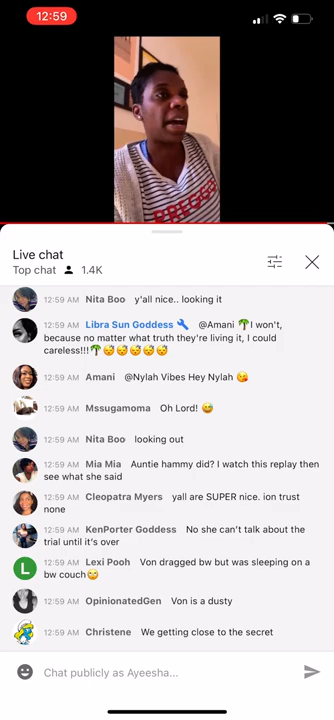 12:59
PREGGE
Live chat
Top chat 1.4K
12:59 AM Nita Boo y'all nice.. looking it
12:59 AM Libra Sun Goddess @Amani 🌴I won't,
because no matter what truth they're living it, I could
careless!!!🌴😴😴😴😴😴
12:59 AM Amani @Nylah Vibes Hey Nylah 😘
12:59 AM Mssugamoma Oh Lord! 😅
12:59 AM Nita Boo looking out
12:59 AM Mia Mia Auntie hammy did? I watch this replay then
see what she said
12:59 AM Cleopatra Myers yall are SUPER nice. ion trust
none
12:59 AM KenPorter Goddess No she can't talk about the
trial until it's over
L 12:59 AM Lexi Pooh Von dragged bw but was sleeping on a
bw couch😅
12:59 AM OpinionatedGen Von is a dusty
12:59 AM Christene We getting close to the secret
Chat publicly as Ayeesha...